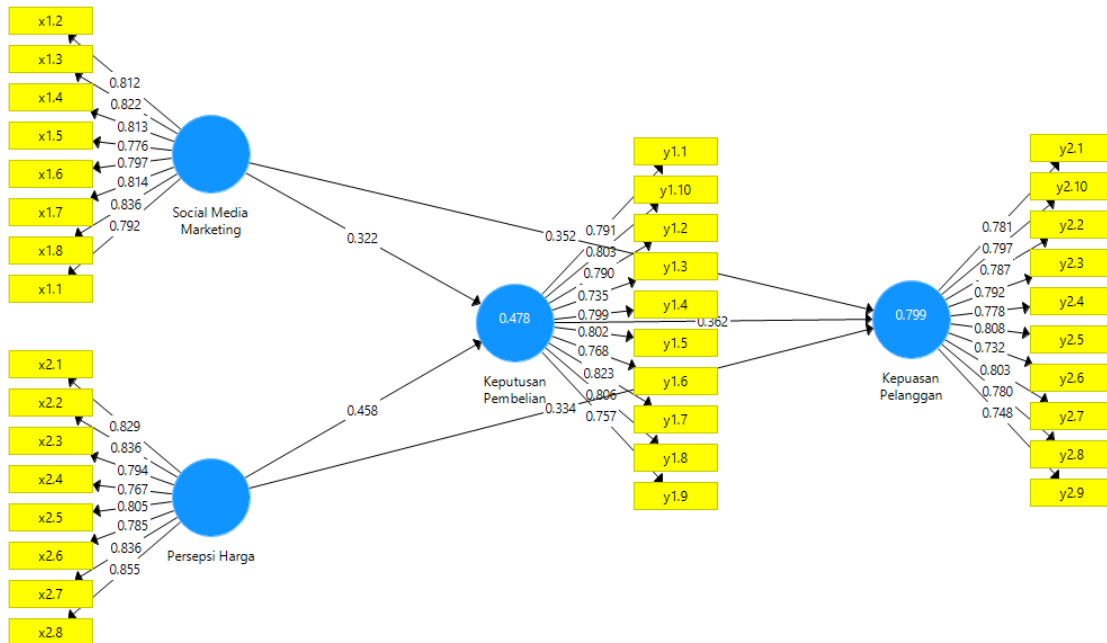 x1.2
x1.3
x1.4
x1.5
x1.6
x1.7
x1.8
x1.1
0.812
0.822
0.813
0.776
0.797
0.814
0.836
0.792
Social Media
Marketing
x2.1
x2.2
x2.3
x2.4
x2.5
x2.6
x2.7
x2.8
0.829
0.836
0.794
0.767
0.805
0.785
0.836
0.855
Persepsi Harga
0.322
0.458
0.352
0.362
0.334
0.478
Keputusan
Pembelian
0.791
0.803
0.790
0.735
0.799
0.802
0.768
0.823
0.806
0.757
y1.1
y1.10
y1.2
y1.3
y1.4
y1.5
y1.6
y1.7
y1.8
y1.9
0.799
Kepuasan
Pelanggan
0.781
0.797
0.787
0.792
0.778
0.808
0.732
0.803
0.780
0.748
y2.1
y2.10
y2.2
y2.3
y2.4
y2.5
y2.6
y2.7
y2.8
y2.9